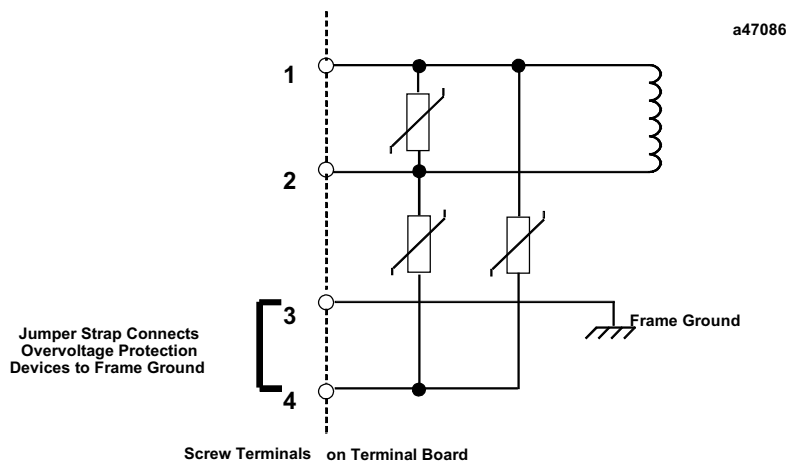 a47086
1
2
3
Frame Ground
Jumper Strap Connects
Overvoltage Protection
Devices to Frame Ground
4
Screw Terminals on Terminal Board